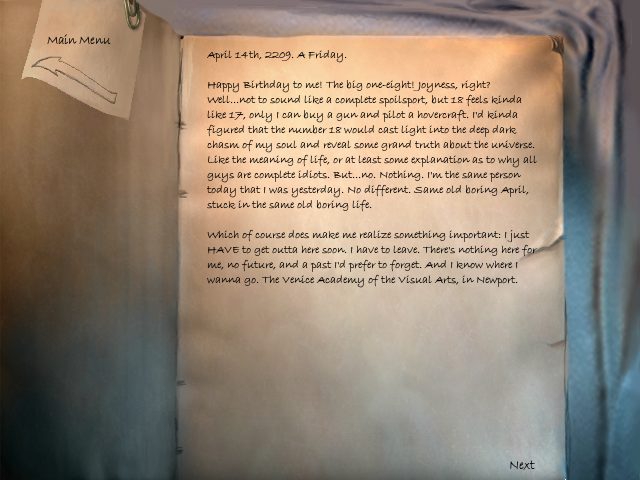 Main Menu
April 14th, 2209. A Friday.
Happy Birthday to me! The big one-eight! Joyness, right?
Well...not to sound like a complete spoilsport, but 18 feels kinda
like 17, only I can buy a gun and pilot a hovercraft. I'd kinda
figured that the number 18 would cast light into the deep dark
chasm of my soul and reveal some grand truth about the universe.
Like the meaning of life, or at least some explanation as to why all
guys are complete idiots. But...no. Nothing. I'm the same person
today that I was yesterday. No different. Same old boring April,
stuck in the same old boring life.
Which of course does make me realize something important: I just
HAVE to get outta here soon. I have to leave. There's nothing here for
me, no future, and a past I'd prefer to forget. And I know where I
wanna go. The Venice Academy of the Visual Arts, in Newport.
Next